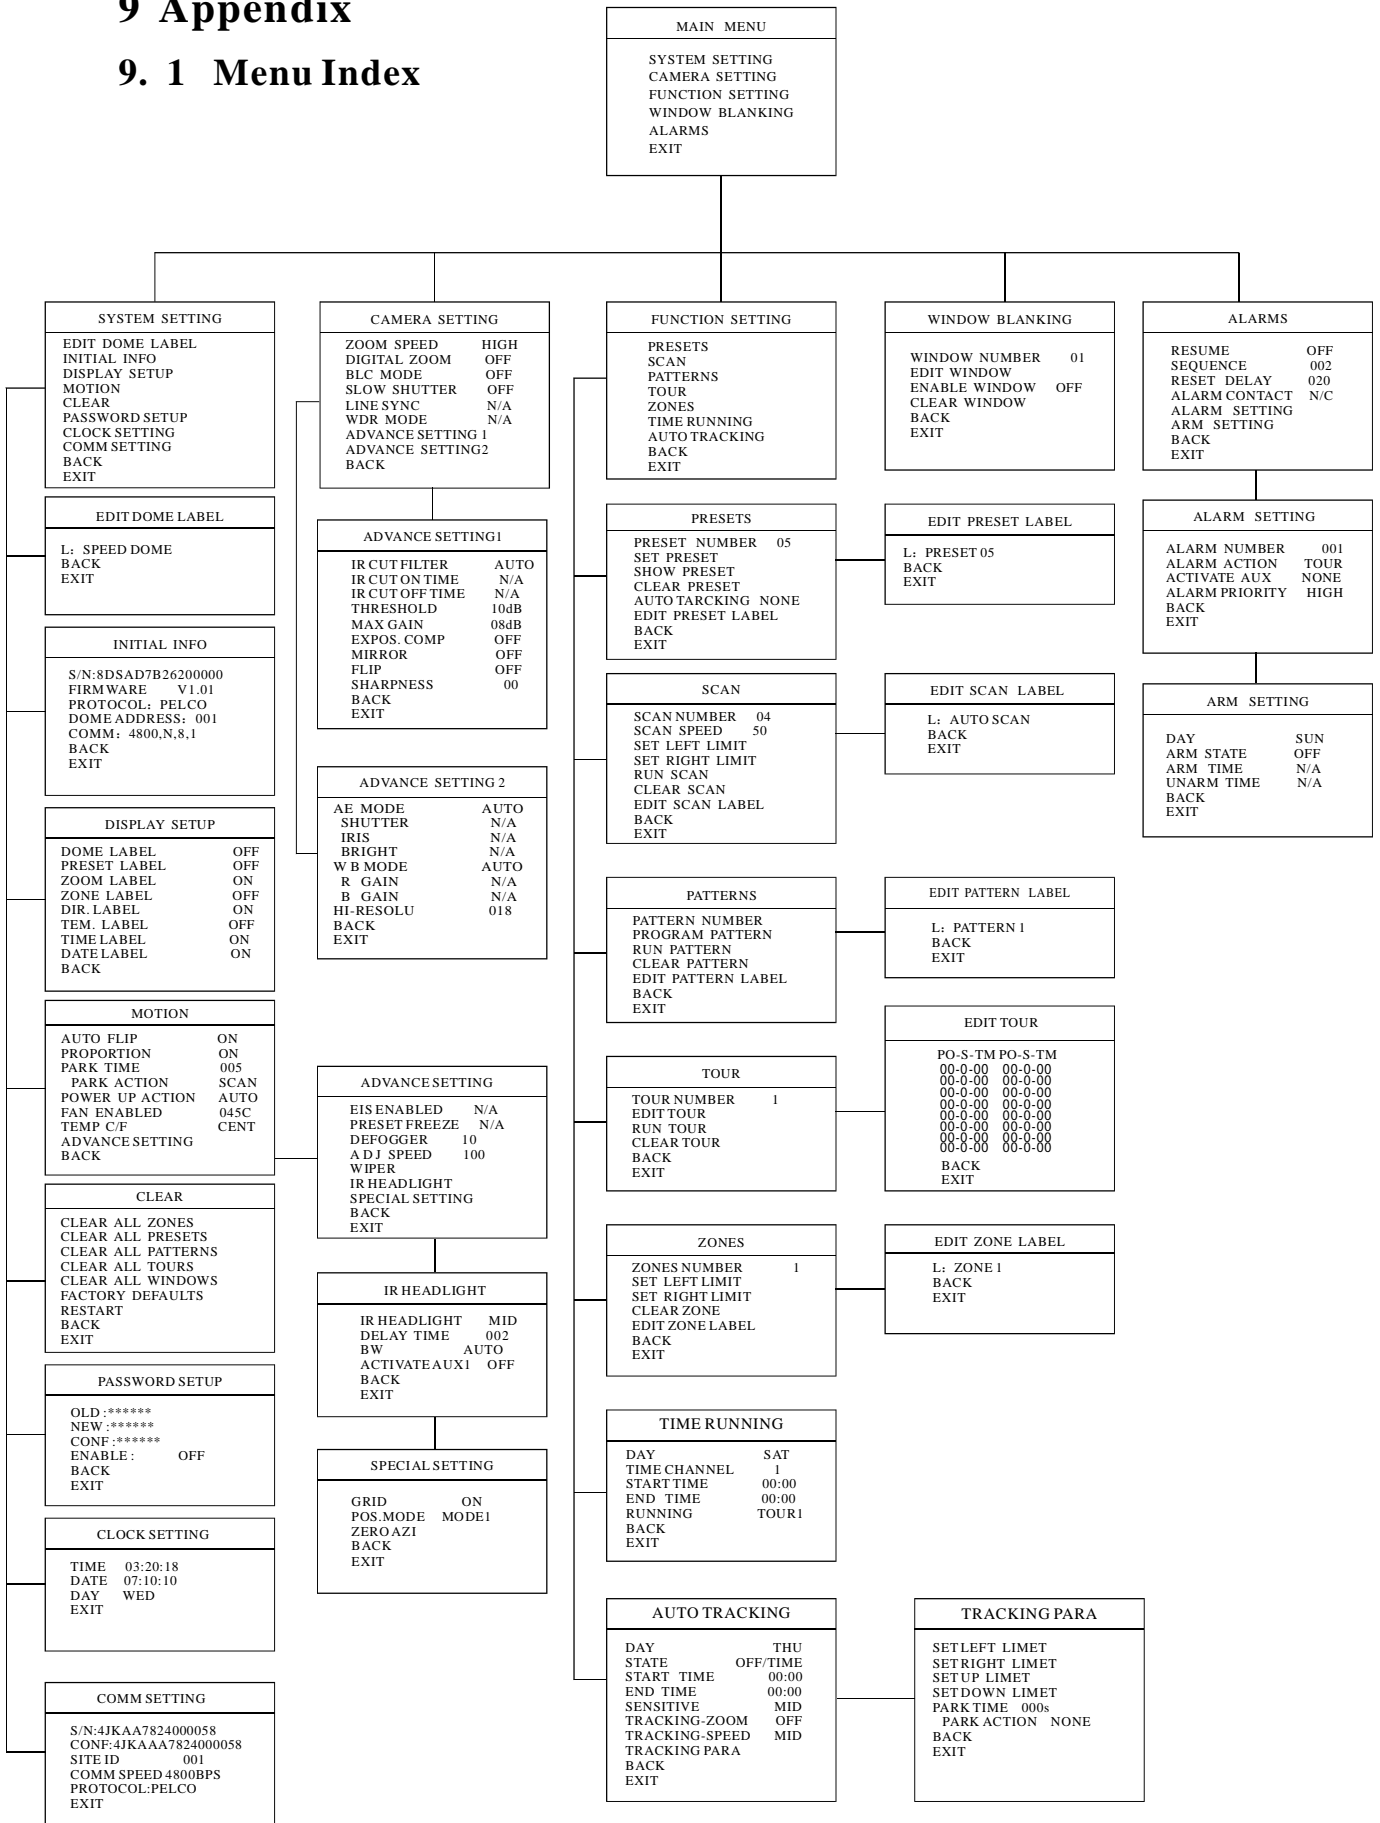 9 Appendix
9. 1 Menu Index
MAIN MENU
SYSTEM SETTING
CAMERA SETTING
FUNCTION SETTING
WINDOW BLANKING
ALARMS
EXIT
SYSTEM SETTING
EDIT DOME LABEL
INITIAL INFO
DISPLAY SETUP
MOTION
CLEAR
PASSWORD SETUP
CLOCK SETTING
COMM SETTING
BACK
EXIT
EDIT DOME LABEL
L: SPEED DOME
BACK
EXIT
INITIAL INFO
S/N:8DSAD7B26200000
FIRMWARE V1.01
PROTOCOL: PELCO
DOME ADDRESS: 001
COMM: 4800,N,8,1
BACK
EXIT
DISPLAY SETUP
DOME LABEL OFF
PRESET LABEL OFF
ZOOM LABEL ON
ZONE LABEL OFF
DIR. LABEL ON
TEM. LABEL OFF
TIME LABEL ON
DATE LABEL ON
BACK
MOTION
AUTO FLIP ON
PROPORTION ON
PARK TIME 005
PARK ACTION SCAN
POWER UP ACTION AUTO
FAN ENABLED 045C
TEMP C/F CENT
ADVANCE SETTING
BACK
CLEAR
CLEAR ALL ZONES
CLEAR ALL PRESETS
CLEAR ALL PATTERNS
CLEAR ALL TOURS
CLEAR ALL WINDOWS
FACTORY DEFAULTS
RESTART
BACK
EXIT
PASSWORD SETUP
OLD :******
NEW :******
CONF :******
ENABLE : OFF
BACK
EXIT
CLOCK SETTING
TIME 03:20:18
DATE 07:10:10
DAY WED
EXIT
COMM SETTING
S/N:4JKAA7824000058
CONF:4JKAAA7824000058
SITE ID 001
COMM SPEED 4800BPS
PROTOCOL:PELCO
EXIT
CAMERA SETTING
ZOOM SPEED HIGH
DIGITAL ZOOM OFF
BLC MODE OFF
SLOW SHUTTER OFF
LINE SYNC N/A
WDR MODE N/A
ADVANCE SETTING 1
ADVANCE SETTING2
BACK
ADVANCE SETTING1
IR CUT FILTER AUTO
IR CUT ON TIME N/A
IR CUT OFF TIME N/A
THRESHOLD 10dB
MAX GAIN 08dB
EXPOS. COMP OFF
MIRROR OFF
FLIP OFF
SHARPNESS 00
BACK
EXIT
ADVANCE SETTING 2
AE MODE AUTO
SHUTTER N/A
IRIS N/A
BRIGHT N/A
W B MODE AUTO
R GAIN N/A
B GAIN N/A
HI-RESOLU 018
BACK
EXIT
ADVANCE SETTING
EIS ENABLED N/A
PRESET FREEZE N/A
DEFOGGER 10
A D J SPEED 100
WIPER
IR HEADLIGHT
SPECIAL SETTING
BACK
EXIT
IR HEADLIGHT
IR HEADLIGHT MID
DELAY TIME 002
BW AUTO
ACTIVATE AUX1 OFF
BACK
EXIT
SPECIAL SETTING
GRID ON
POS.MODE MODE1
ZERO AZI
BACK
EXIT
FUNCTION SETTING
PRESETS
SCAN
PATTERNS
TOUR
ZONES
TIME RUNNING
AUTO TRACKING
BACK
EXIT
PRESETS
PRESET NUMBER 05
SET PRESET
SHOW PRESET
CLEAR PRESET
AUTO TARCKING NONE
EDIT PRESET LABEL
BACK
EXIT
SCAN
SCAN NUMBER 04
SCAN SPEED 50
SET LEFT LIMIT
SET RIGHT LIMIT
RUN SCAN
CLEAR SCAN
EDIT SCAN LABEL
BACK
EXIT
PATTERNS
PATTERN NUMBER
PROGRAM PATTERN
RUN PATTERN
CLEAR PATTERN
EDIT PATTERN LABEL
BACK
EXIT
TOUR
TOUR NUMBER 1
EDIT TOUR
RUN TOUR
CLEAR TOUR
BACK
EXIT
ZONES
ZONES NUMBER 1
SET LEFT LIMIT
SET RIGHT LIMIT
CLEAR ZONE
EDIT ZONE LABEL
BACK
EXIT
TIME RUNNING
DAY SAT
TIME CHANNEL 1
START TIME 00:00
END TIME 00:00
RUNNING TOUR1
BACK
EXIT
AUTO TRACKING
DAY THU
STATE OFF/TIME
START TIME 00:00
END TIME 00:00
SENSITIVE MID
TRACKING-ZOOM OFF
TRACKING-SPEED MID
TRACKING PARA
BACK
EXIT
WINDOW BLANKING
WINDOW NUMBER 01
EDIT WINDOW
ENABLE WINDOW OFF
CLEAR WINDOW
BACK
EXIT
EDIT PRESET LABEL
L: PRESET 05
BACK
EXIT
EDIT SCAN LABEL
L: AUTO SCAN
BACK
EXIT
EDIT PATTERN LABEL
L: PATTERN 1
BACK
EXIT
EDIT TOUR
PO-S-TM PO-S-TM
00-0-00 00-0-00
00-0-00 00-0-00
00-0-00 00-0-00
00-0-00 00-0-00
00-0-00 00-0-00
00-0-00 00-0-00
00-0-00 00-0-00
00-0-00 00-0-00
BACK
EXIT
EDIT ZONE LABEL
L: ZONE 1
BACK
EXIT
TRACKING PARA
SET LEFT LIMET
SET RIGHT LIMET
SET UP LIMET
SET DOWN LIMET
PARK TIME 000s
PARK ACTION NONE
BACK
EXIT
ALARMS
RESUME OFF
SEQUENCE 002
RESET DELAY 020
ALARM CONTACT N/C
ALARM SETTING
ARM SETTING
BACK
EXIT
ALARM SETTING
ALARM NUMBER 001
ALARM ACTION TOUR
ACTIVATE AUX NONE
ALARM PRIORITY HIGH
BACK
EXIT
ARM SETTING
DAY SUN
ARM STATE OFF
ARM TIME N/A
UNARM TIME N/A
BACK
EXIT